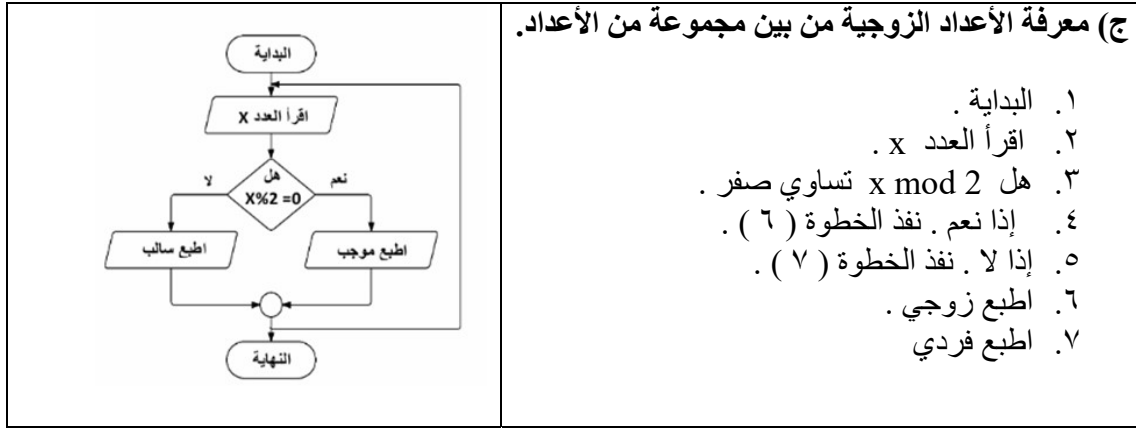 ج) معرفة الأعداد الزوجية من بين مجموعة من الأعداد.
١. البداية .
٢. اقرأ العدد x .
٣. هل x mod 2 تساوي صفر .
٤. إذا نعم . نفذ الخطوة ( ٦ ) .
٥. إذا لا . نفذ الخطوة ( ٧ ) .
٦. اطبع زوجي .
٧. اطبع فردي
البداية
اقرأ العدد X
هل
X%2 =0
نعم
لا
اطبع موجب
اطبع سالب
النهاية